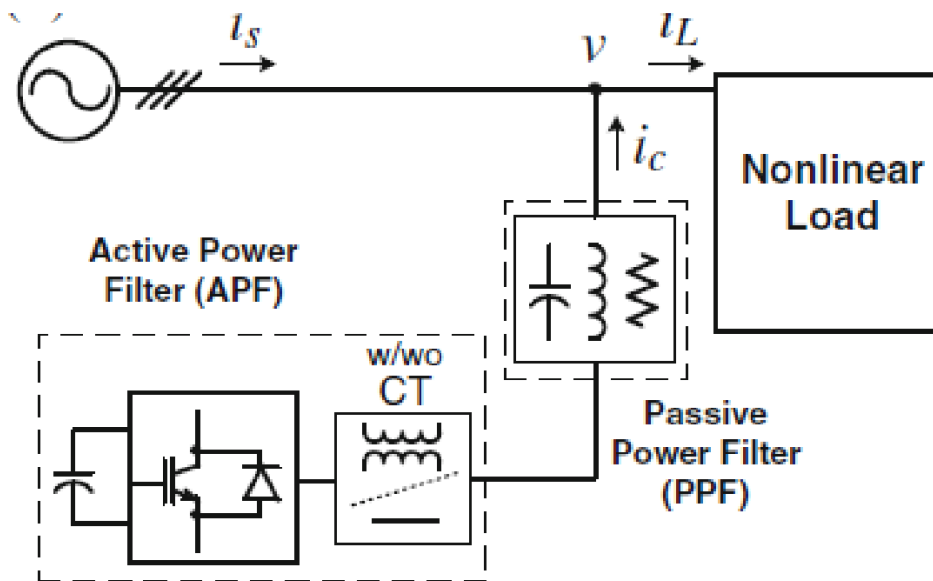 i_s
v
i_L
i_c
Nonlinear
Load
Active Power
Filter (APF)
w/wo
CT
Passive
Power Filter
(PPF)